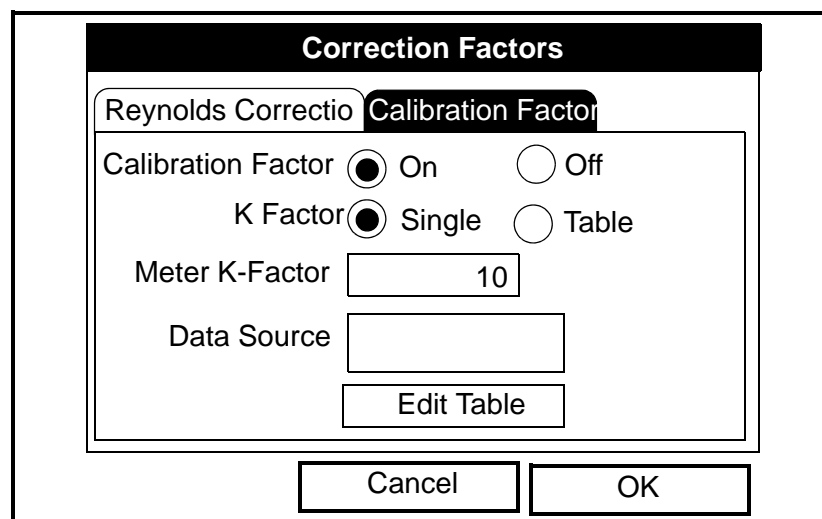 Correction Factors
Reynolds Correctio Calibration Factor
Calibration Factor On Off
K Factor Single Table
Meter K-Factor 10
Data Source
Edit Table
Cancel OK